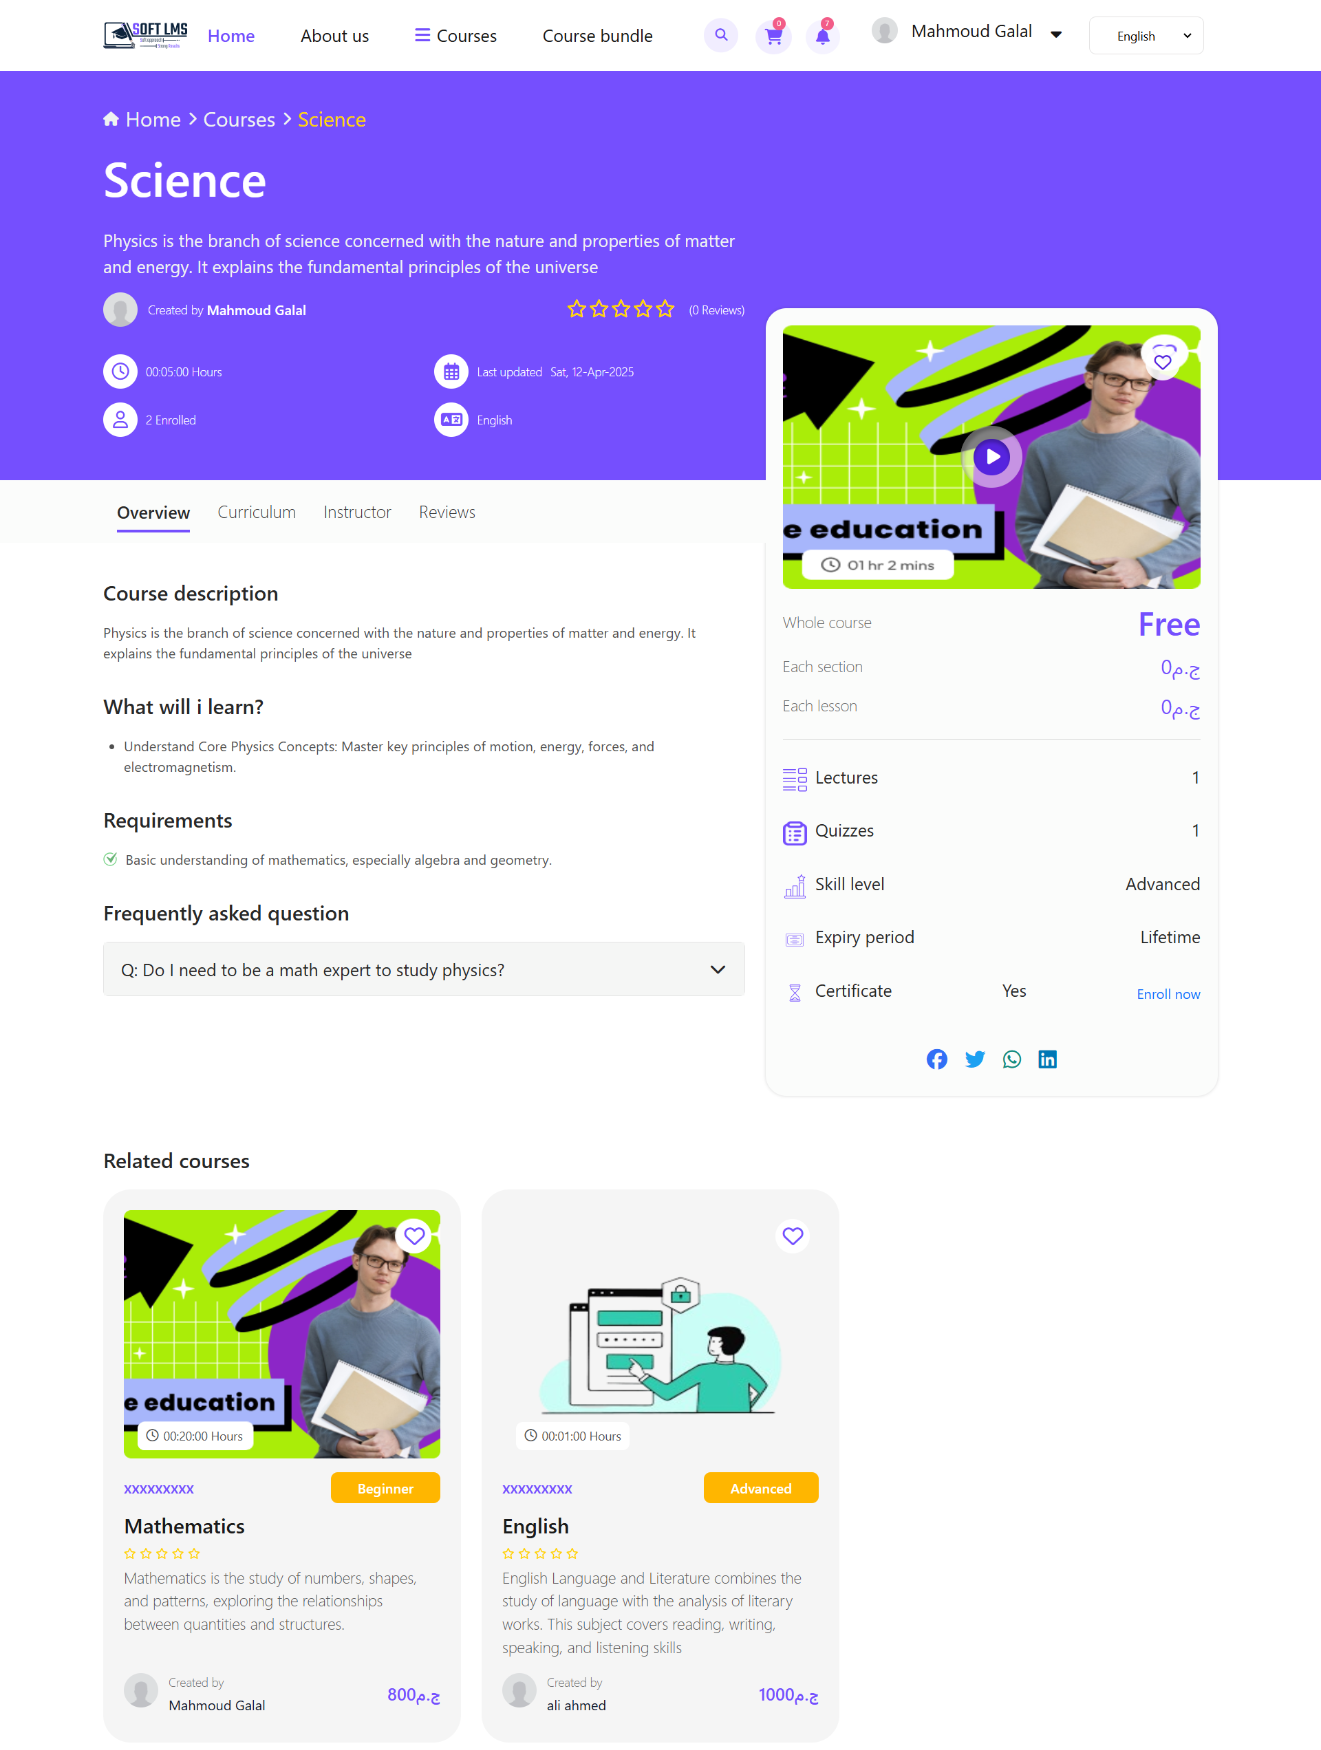 SOFT LMS
Home
About us
Courses
Course bundle
0
7
Mahmoud Galal
English
Home > Courses > Science
Science
Physics is the branch of science concerned with the nature and properties of matter
and energy. It explains the fundamental principles of the universe
Created by Mahmoud Galal
(0 Reviews)
00:05:00 Hours
Last updated Sat, 12-Apr-2025
2 Enrolled
English
e education
01 hr 2 mins
Overview
Curriculum
Instructor
Reviews
Course description
Physics is the branch of science concerned with the nature and properties of matter and energy. It
explains the fundamental principles of the universe
What will i learn?
• Understand Core Physics Concepts: Master key principles of motion, energy, forces, and
electromagnetism.
Requirements
Basic understanding of mathematics, especially algebra and geometry.
Frequently asked question
Q: Do I need to be a math expert to study physics?
Whole course
Free
Each section
ج.م0
Each lesson
ج.م0
Lectures
1
Quizzes
1
Skill level
Advanced
Expiry period
Lifetime
Certificate
Yes
Enroll now
Related courses
e education
00:20:00 Hours
xxxxxxxxx
Beginner
Mathematics
Mathematics is the study of numbers, shapes,
and patterns, exploring the relationships
between quantities and structures.
Created by
Mahmoud Galal
ج.م800
00:01:00 Hours
xxxxxxxxx
Advanced
English
English Language and Literature combines the
study of language with the analysis of literary
works. This subject covers reading, writing,
speaking, and listening skills
Created by
ali ahmed
ج.م1000